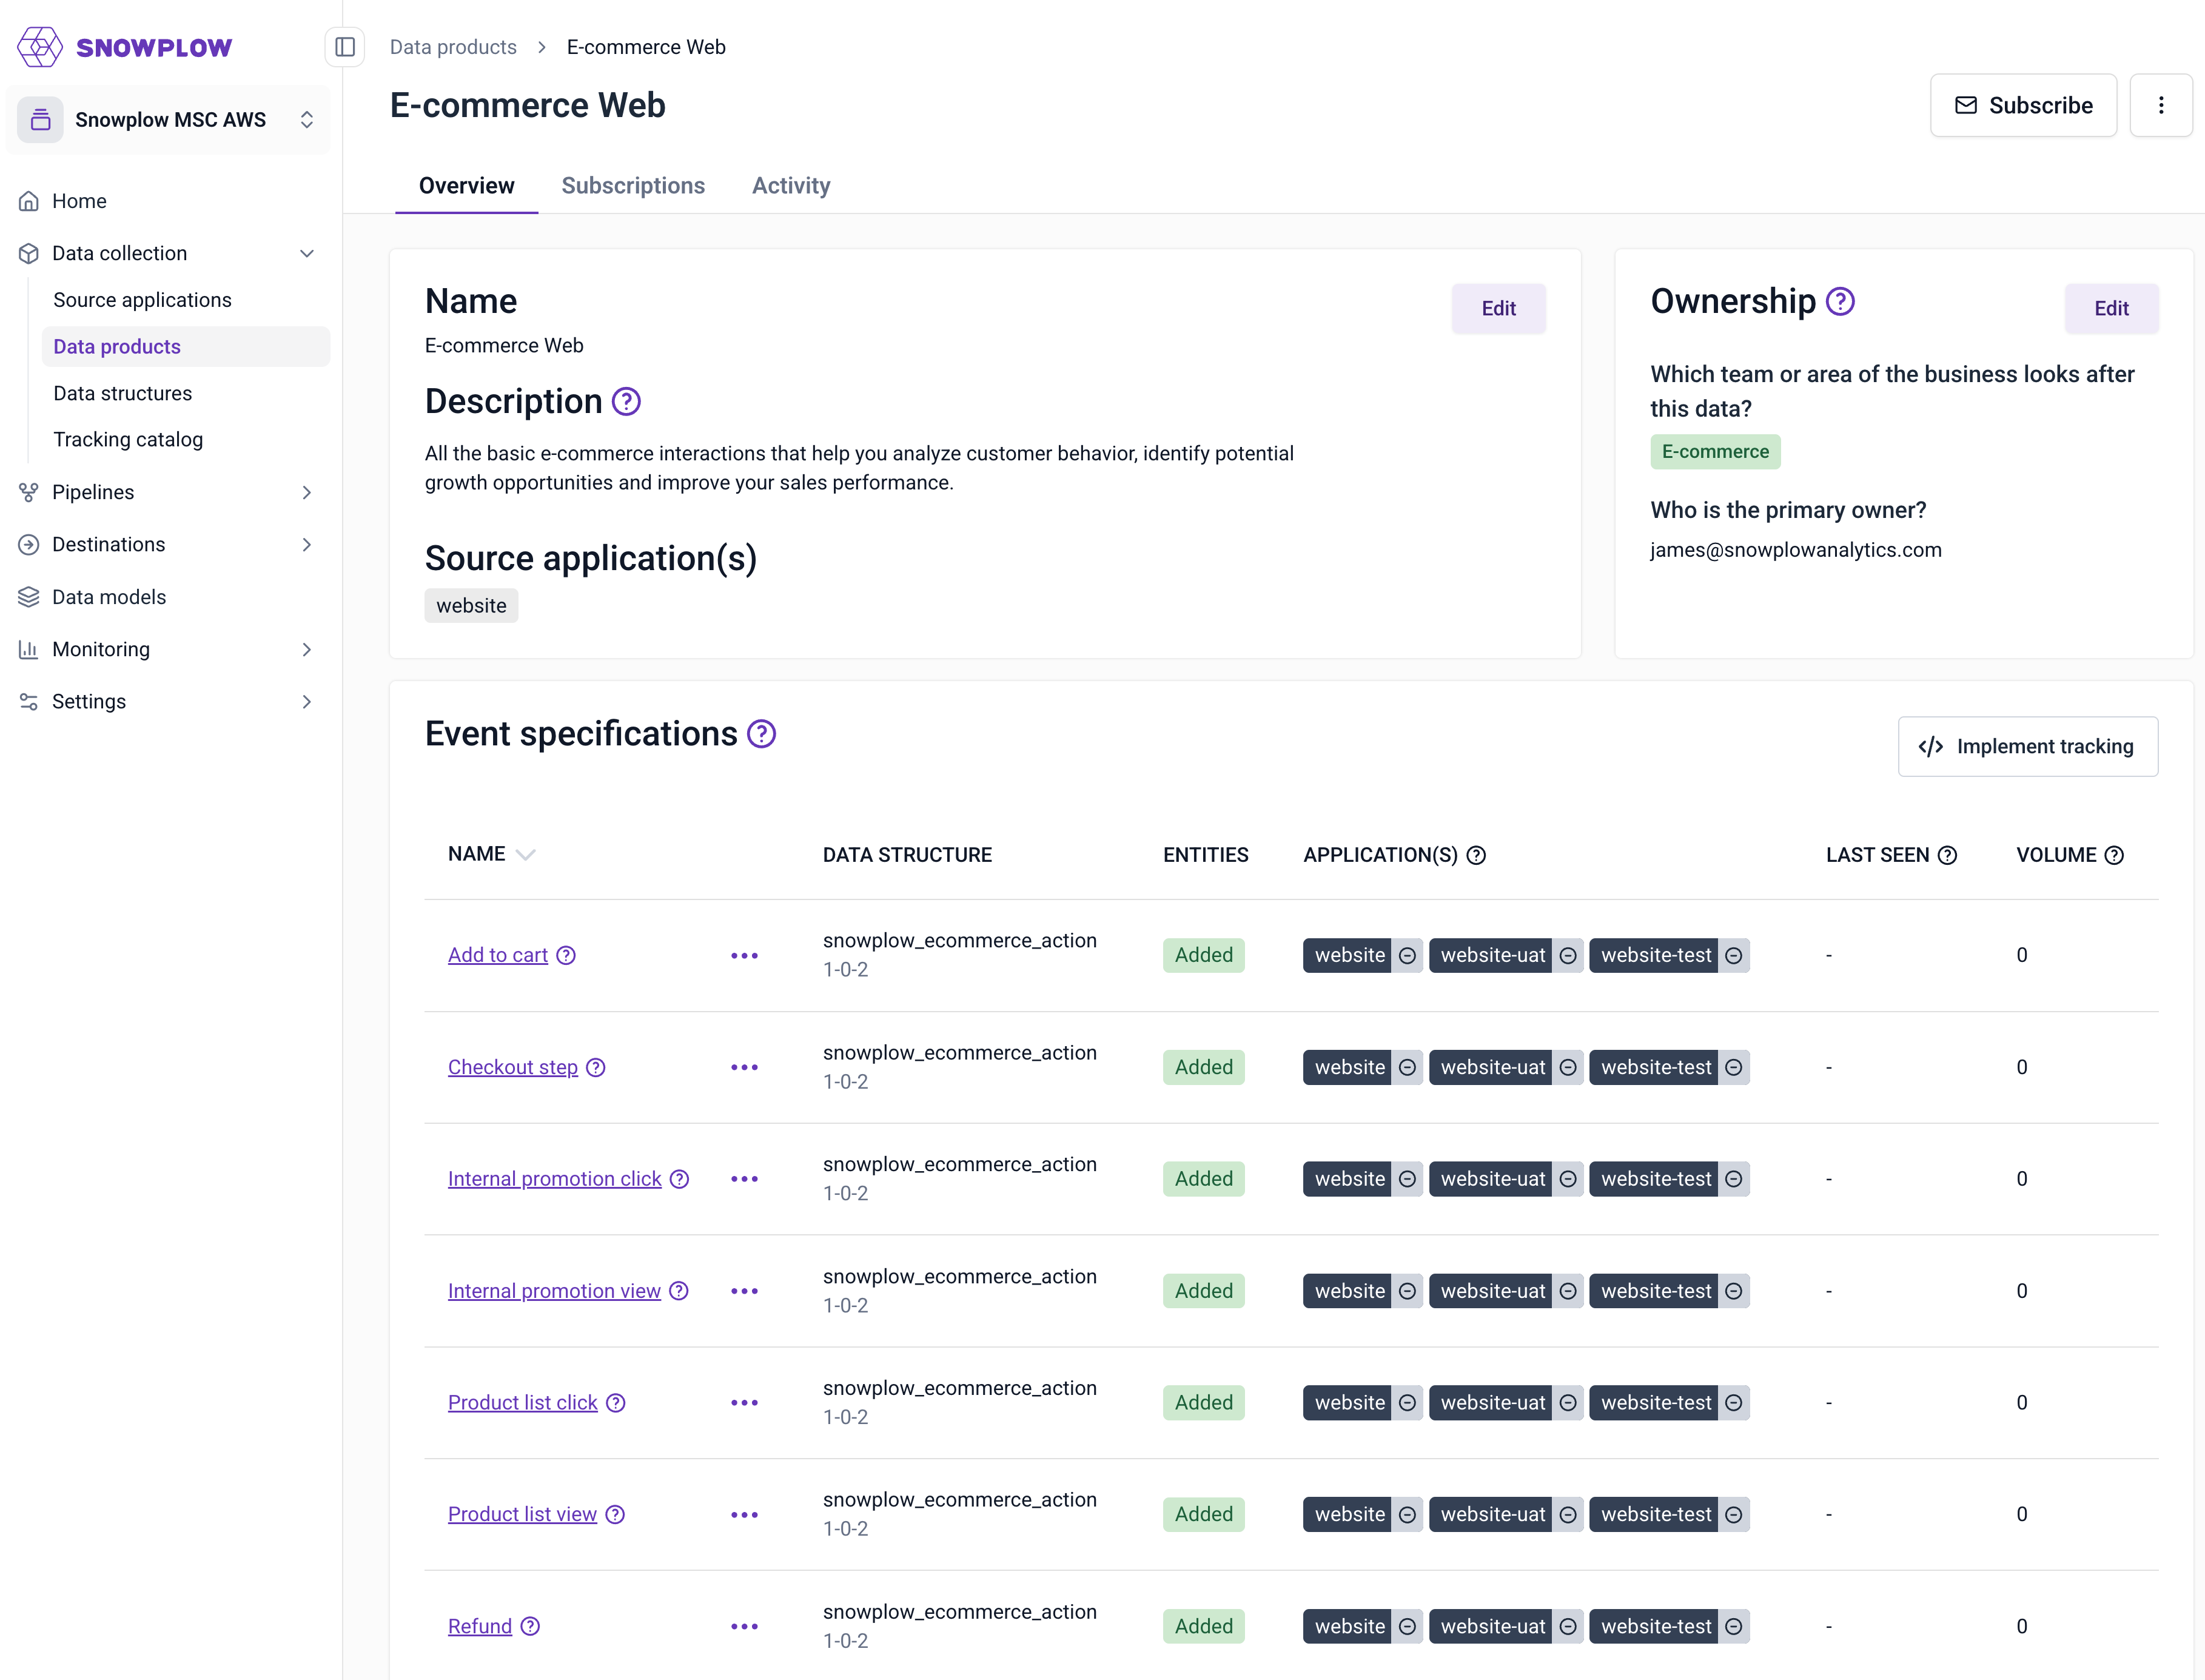 SNOWPLOW
Snowplow MSC AWS
Home
Data collection
Source applications
Data products
Data structures
Tracking catalog
Pipelines
Destinations
Data models
Monitoring
Settings
Data products > E-commerce Web
E-commerce Web
Subscribe
Overview Subscriptions Activity
Name
Edit
E-commerce Web
Description
All the basic e-commerce interactions that help you analyze customer behavior, identify potential
growth opportunities and improve your sales performance.
Source application(s)
website
Ownership
Edit
Which team or area of the business looks after
this data?
E-commerce
Who is the primary owner?
james@snowplowanalytics.com
Event specifications
Implement tracking
NAME DATA STRUCTURE ENTITIES APPLICATION(S) LAST SEEN VOLUME
Add to cart snowplow_ecommerce_action Added website website-uat website-test - 0
1-0-2
Checkout step snowplow_ecommerce_action Added website website-uat website-test - 0
1-0-2
Internal promotion click snowplow_ecommerce_action Added website website-uat website-test - 0
1-0-2
Internal promotion view snowplow_ecommerce_action Added website website-uat website-test - 0
1-0-2
Product list click snowplow_ecommerce_action Added website website-uat website-test - 0
1-0-2
Product list view snowplow_ecommerce_action Added website website-uat website-test - 0
1-0-2
Refund snowplow_ecommerce_action Added website website-uat website-test - 0
1-0-2